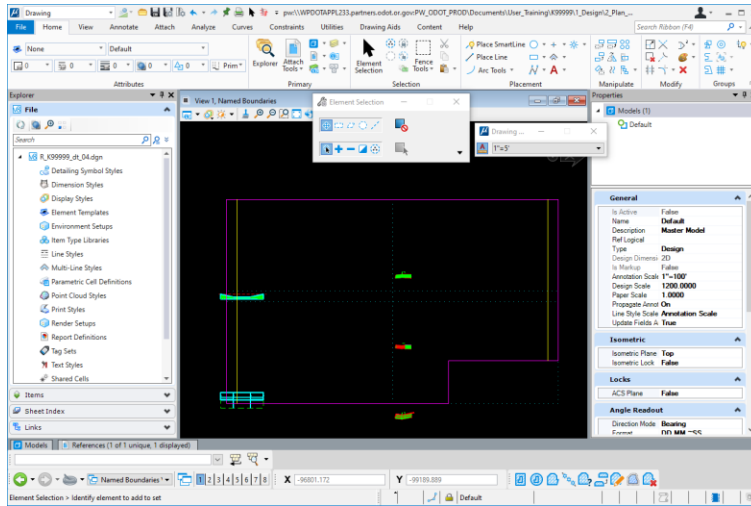 Drawing
pw:\\WPDOTAPPL233.partners.odot.or.gov:PW_ODOT_PROD\Documents\User_Training\K99999\1_Design\2_Plan_...
File Home View Annotate Attach Analyze Curves Constraints Utilities Drawing Aids Content Help
Search Ribbon (F4)
None Default
0 0 0 0 0 Prim
Explorer Attach Tools Element Selection Fence Tools
Place SmartLine
Place Line
Arc Tools
Attributes Primary Selection Placement Manipulate Modify Groups
Explorer
File
Search
R_K99999_dt_04.dgn
Detailing Symbol Styles
Dimension Styles
Display Styles
Element Templates
Environment Setups
Item Type Libraries
Line Styles
Multi-Line Styles
Parametric Cell Definitions
Point Cloud Styles
Print Styles
Render Setups
Report Definitions
Tag Sets
Text Styles
Shared Cells
Items
Sheet Index
Links
View 1, Named Boundaries
Element Selection
Drawing ...
1"=5'
Properties
Models (1)
Default
General
Is Active False
Name Default
Description Master Model
Ref Logical
Type Design
Design Dimensi 2D
Is Markup False
Annotation Scale 1"=100'
Design Scale 1200.0000
Paper Scale 1.0000
Propagate Annot On
Line Style Scale Annotation Scale
Update Fields A True
Isometric
Isometric Plane Top
Isometric Lock False
Locks
ACS Plane False
Angle Readout
Direction Mode Bearing
Format DD MM SS
Models References (1 of 1 unique, 1 displayed)
Named Boundaries 1 2 3 4 5 6 7 8 X -96801.172 Y -99189.889
Element Selection > Identify element to add to set
Default